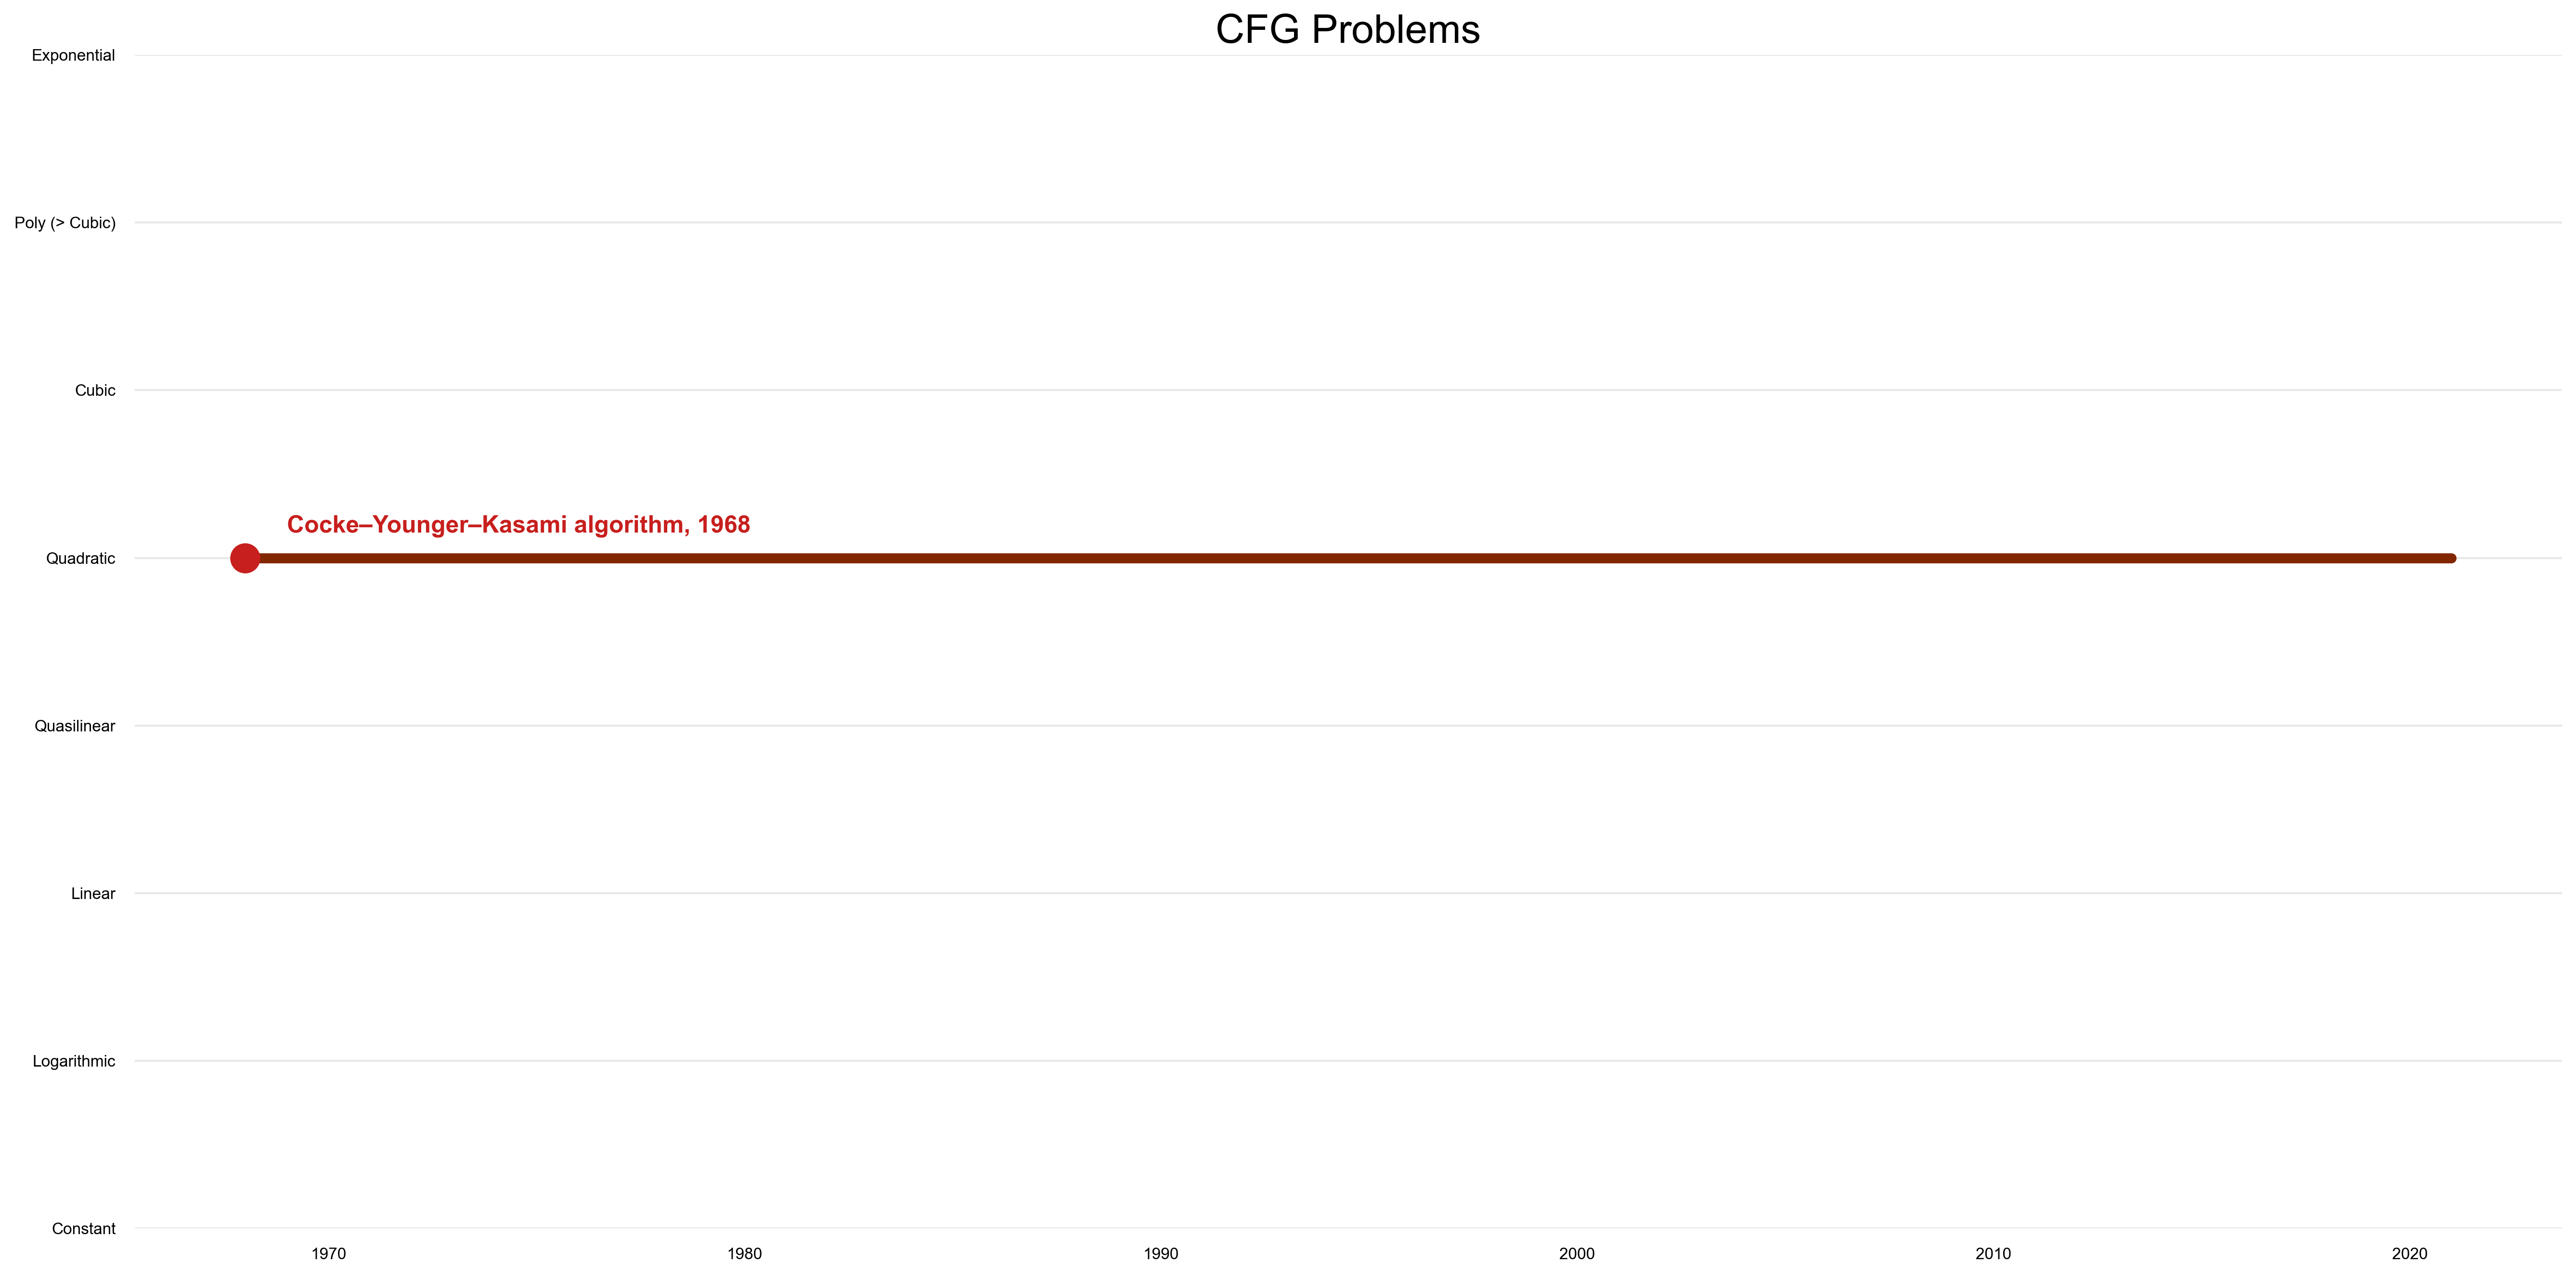 CFG Problems
Exponential
Poly (> Cubic)
Cubic
Cocke–Younger–Kasami algorithm, 1968
Quadratic
Quasilinear
Linear
Logarithmic
Constant
1970 1980 1990 2000 2010 2020